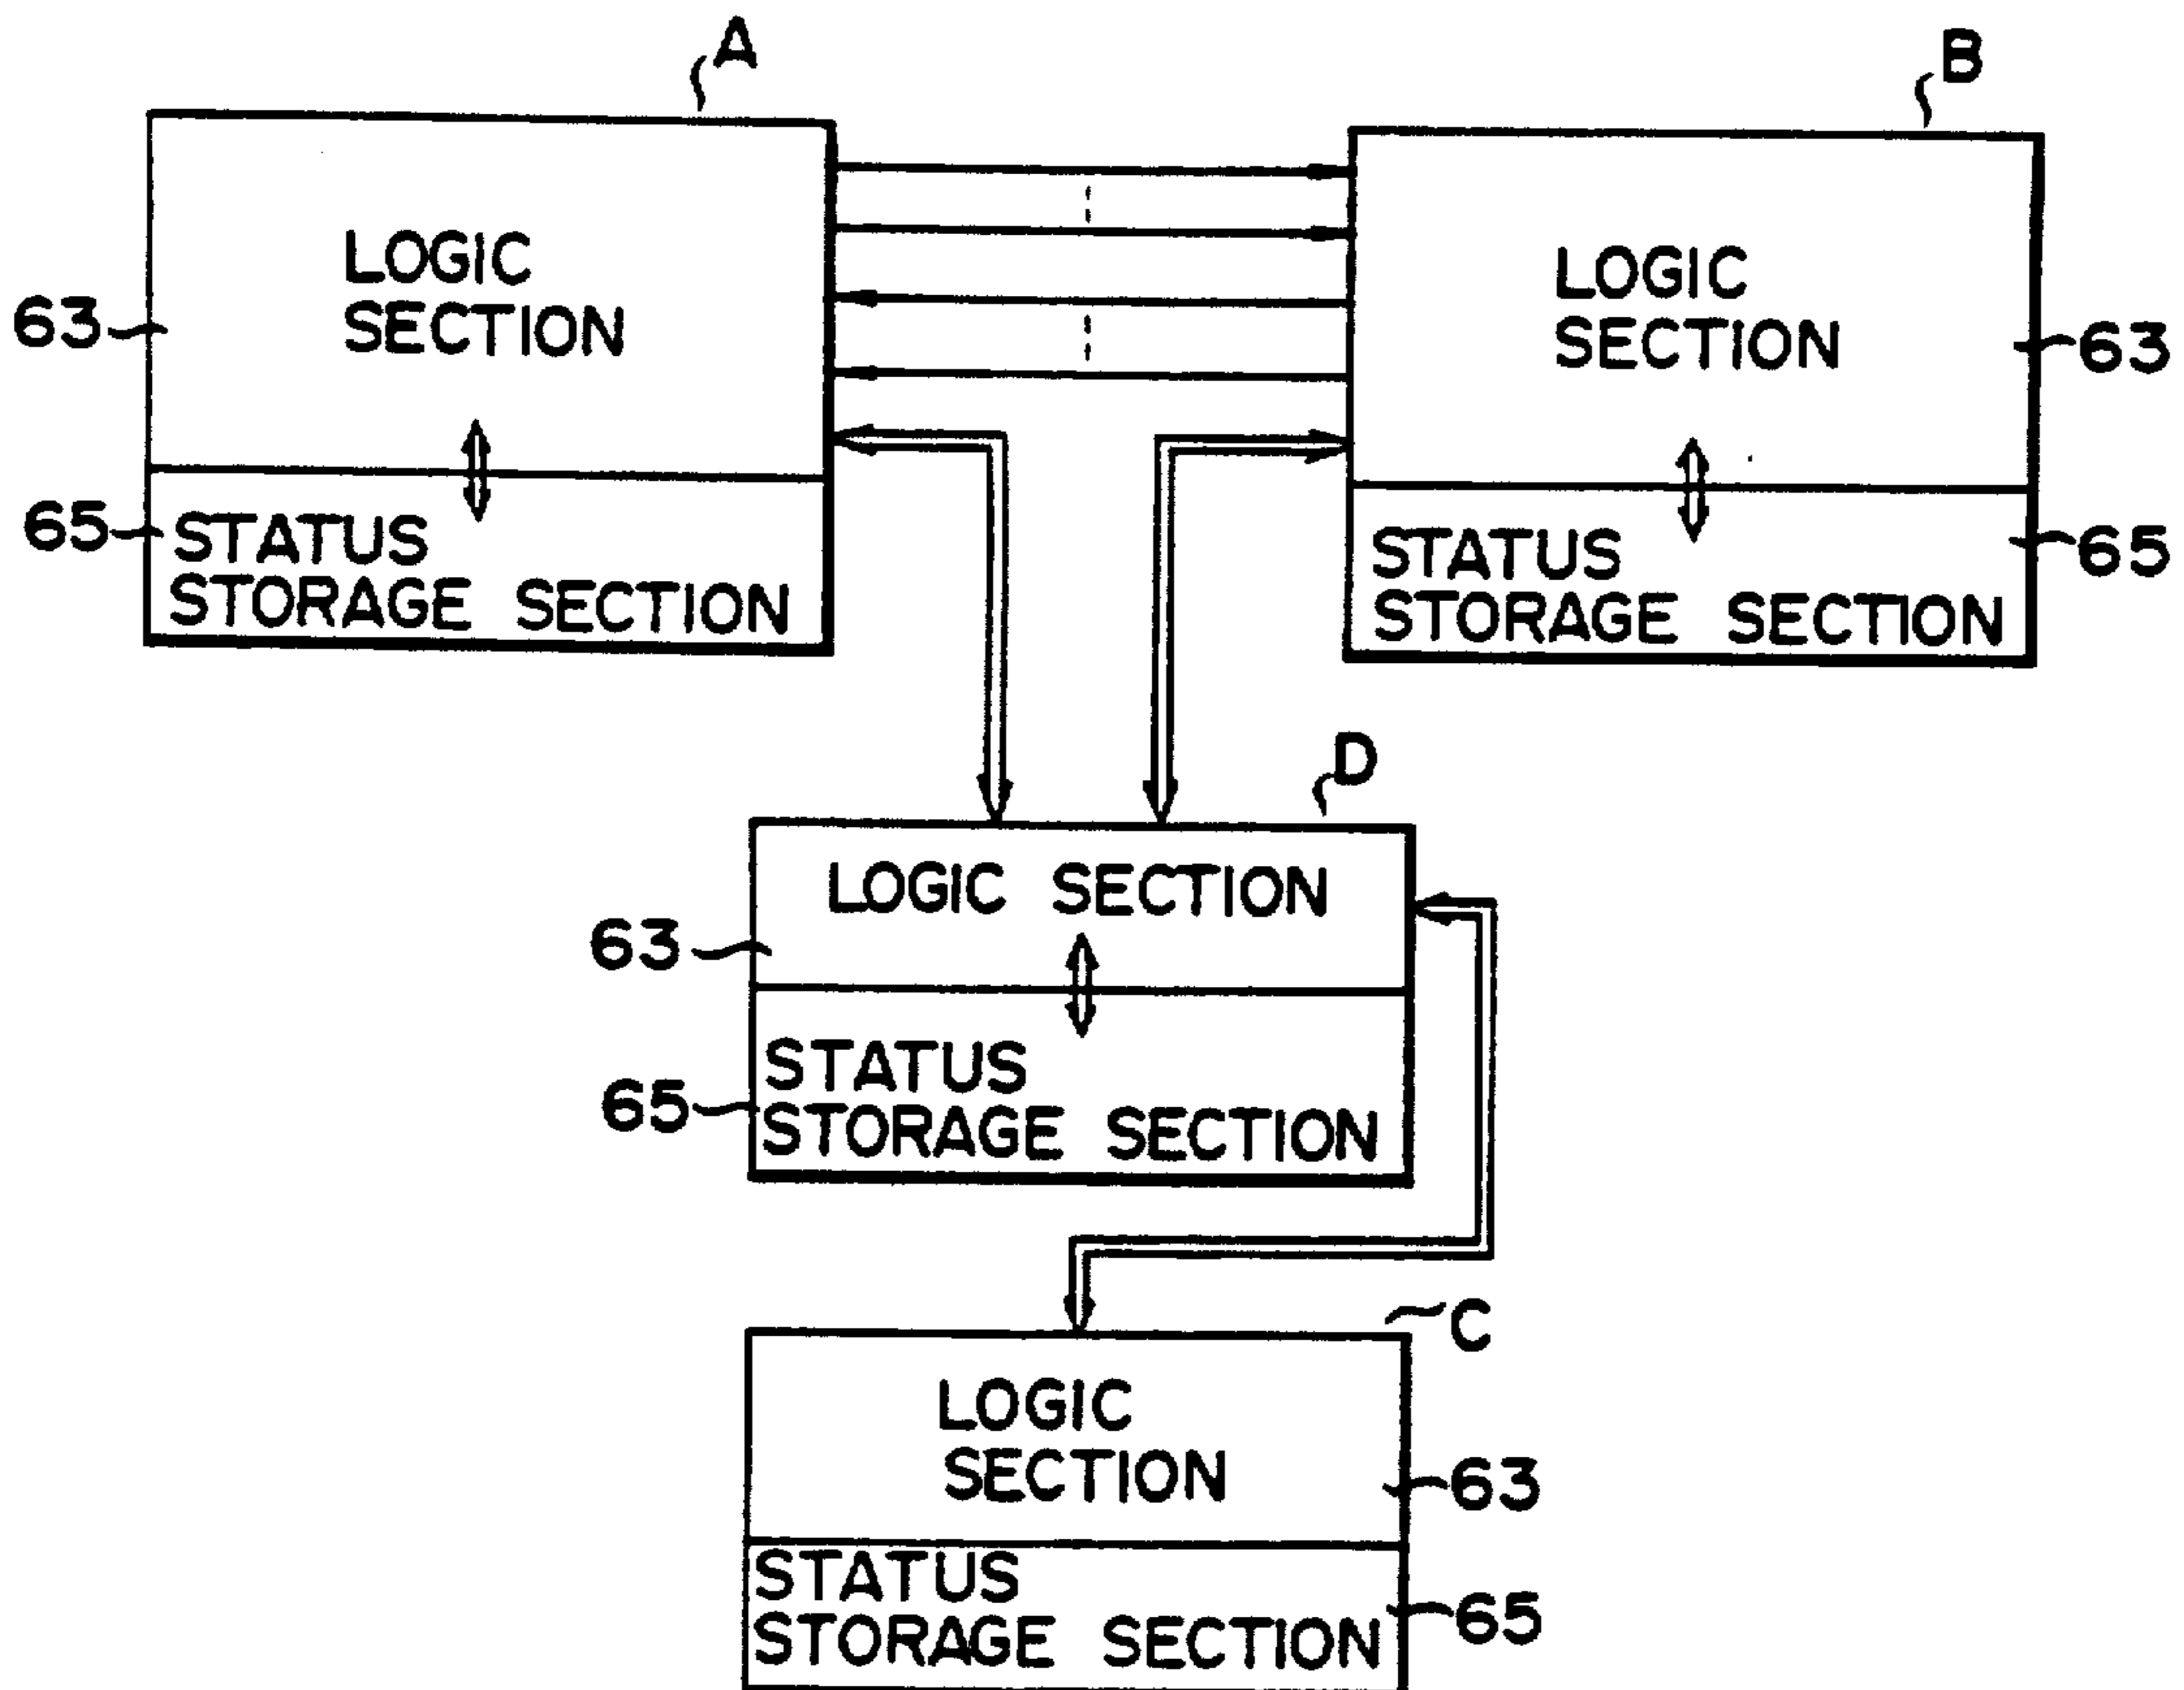 A
B
LOGIC
SECTION
63
LOGIC
SECTION
63
65
STATUS
STORAGE SECTION
STATUS
STORAGE SECTION
65
D
LOGIC SECTION
63
STATUS
STORAGE SECTION
65
C
LOGIC
SECTION
63
STATUS
STORAGE SECTION
65